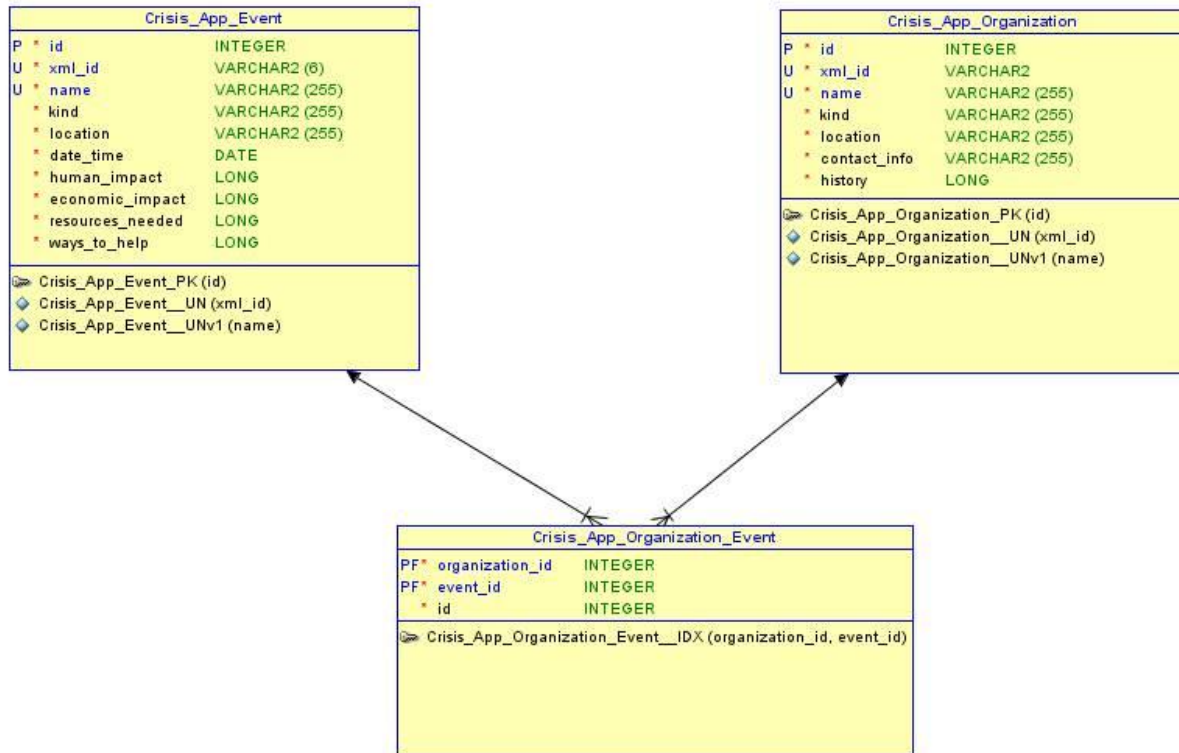 Crisis_App_Event
P * id INTEGER
U * xml_id VARCHAR2 (6)
U * name VARCHAR2 (255)
* kind VARCHAR2 (255)
* location VARCHAR2 (255)
* date_time DATE
* human_impact LONG
* economic_impact LONG
* resources_needed LONG
* ways_to_help LONG
Crisis_App_Event_PK (id)
Crisis_App_Event__UN (xml_id)
Crisis_App_Event__UNv1 (name)
Crisis_App_Organization
P * id INTEGER
U * xml_id VARCHAR2
U * name VARCHAR2 (255)
* kind VARCHAR2 (255)
* location VARCHAR2 (255)
* contact_info VARCHAR2 (255)
* history LONG
Crisis_App_Organization_PK (id)
Crisis_App_Organization__UN (xml_id)
Crisis_App_Organization__UNv1 (name)
Crisis_App_Organization_Event
PF* organization_id INTEGER
PF* event_id INTEGER
* id INTEGER
Crisis_App_Organization_Event__IDX (organization_id, event_id)